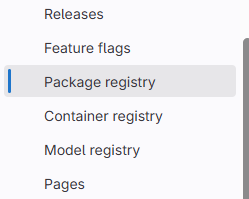 Releases
Feature flags
Package registry
Container registry
Model registry
Pages